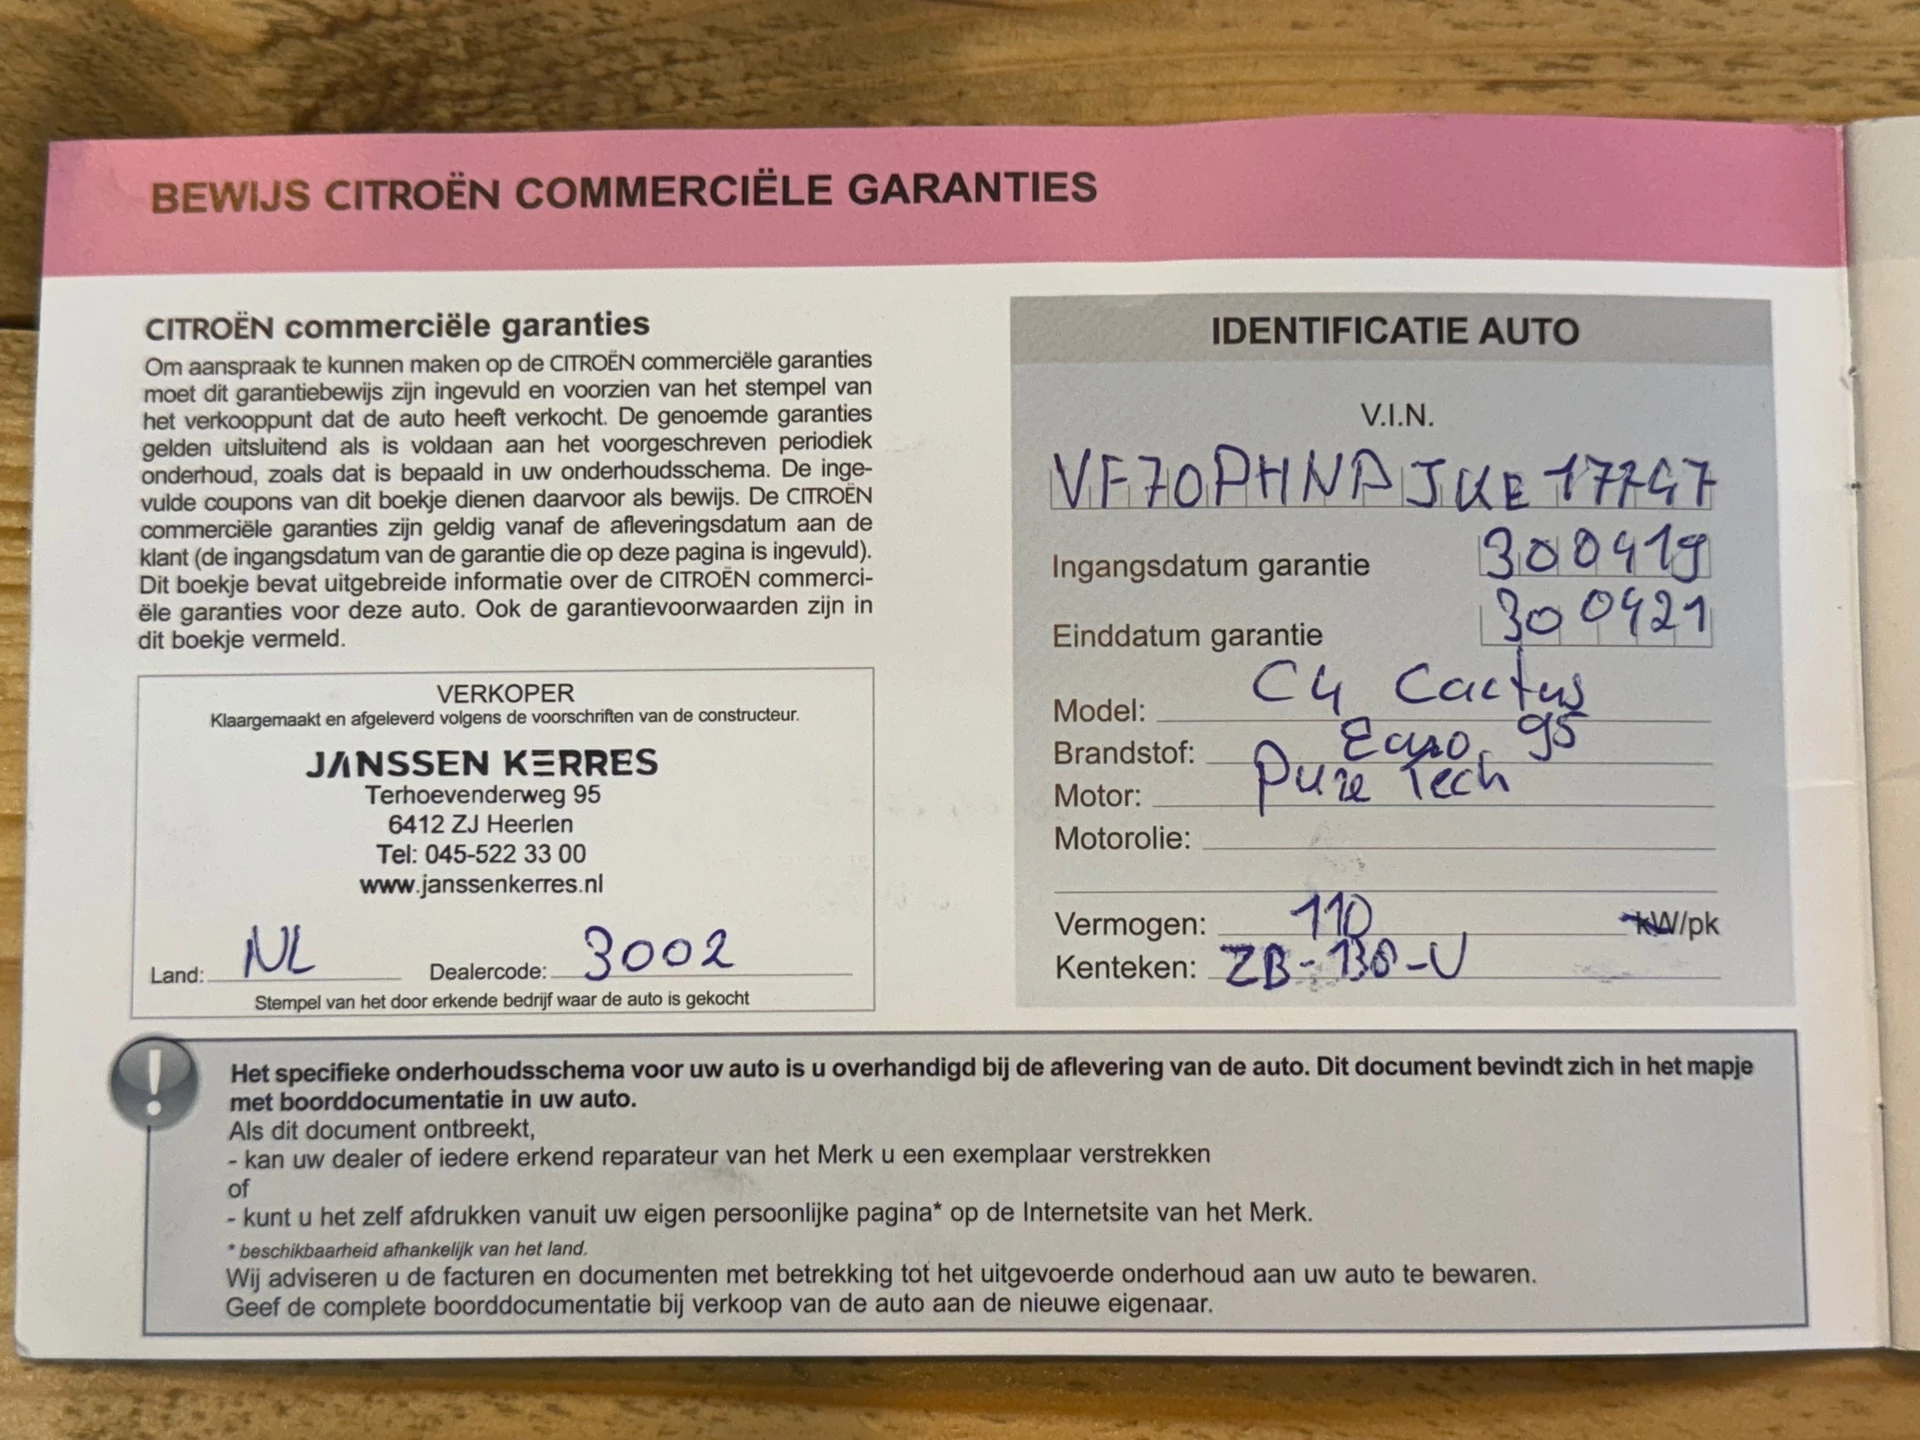 BEWIJS CITROËN COMMERCIËLE GARANTIES
CITROËN commerciële garanties
Om aanspraak te kunnen maken op de CITROËN commerciële garanties
moet dit garantiebewijs zijn ingevuld en voorzien van het stempel van
het verkooppunt dat de auto heeft verkocht. De genoemde garanties
gelden uitsluitend als is voldaan aan het voorgeschreven periodiek
onderhoud, zoals dat is bepaald in uw onderhoudsschema. De inge-
vulde coupons van dit boekje dienen daarvoor als bewijs. De CITROËN
commerciële garanties zijn geldig vanaf de afleveringsdatum aan de
klant (de ingangsdatum van de garantie die op deze pagina is ingevuld).
Dit boekje bevat uitgebreide informatie over de CITROËN commerci-
ële garanties voor deze auto. Ook de garantievoorwaarden zijn in
dit boekje vermeld.
VERKOPER
Klaargemaakt en afgeleverd volgens de voorschriften van de constructeur.
JANSSEN KERRES
Terhoevenderweg 95
6412 ZJ Heerlen
Tel: 045-522 33 00
www.janssenkerres.nl
Land: NL Dealercode: 3002
Stempel van het door erkende bedrijf waar de auto is gekocht
IDENTIFICATIE AUTO
V.I.N.
Ingangsdatum garantie 300419
Einddatum garantie 300421
Model: C4 Cactus
Brandstof: Euro 95
Motor: Pure Tech
Motorolie:
Vermogen: 110 kW/pk
Kenteken:
Het specifieke onderhoudsschema voor uw auto is u overhandigd bij de aflevering van de auto. Dit document bevindt zich in het mapje
met boorddocumentatie in uw auto.
Als dit document ontbreekt,
- kan uw dealer of iedere erkend reparateur van het Merk u een exemplaar verstrekken
of
- kunt u het zelf afdrukken vanuit uw eigen persoonlijke pagina* op de Internetsite van het Merk.
* beschikbaarheid afhankelijk van het land.
Wij adviseren u de facturen en documenten met betrekking tot het uitgevoerde onderhoud aan uw auto te bewaren.
Geef de complete boorddocumentatie bij verkoop van de auto aan de nieuwe eigenaar.